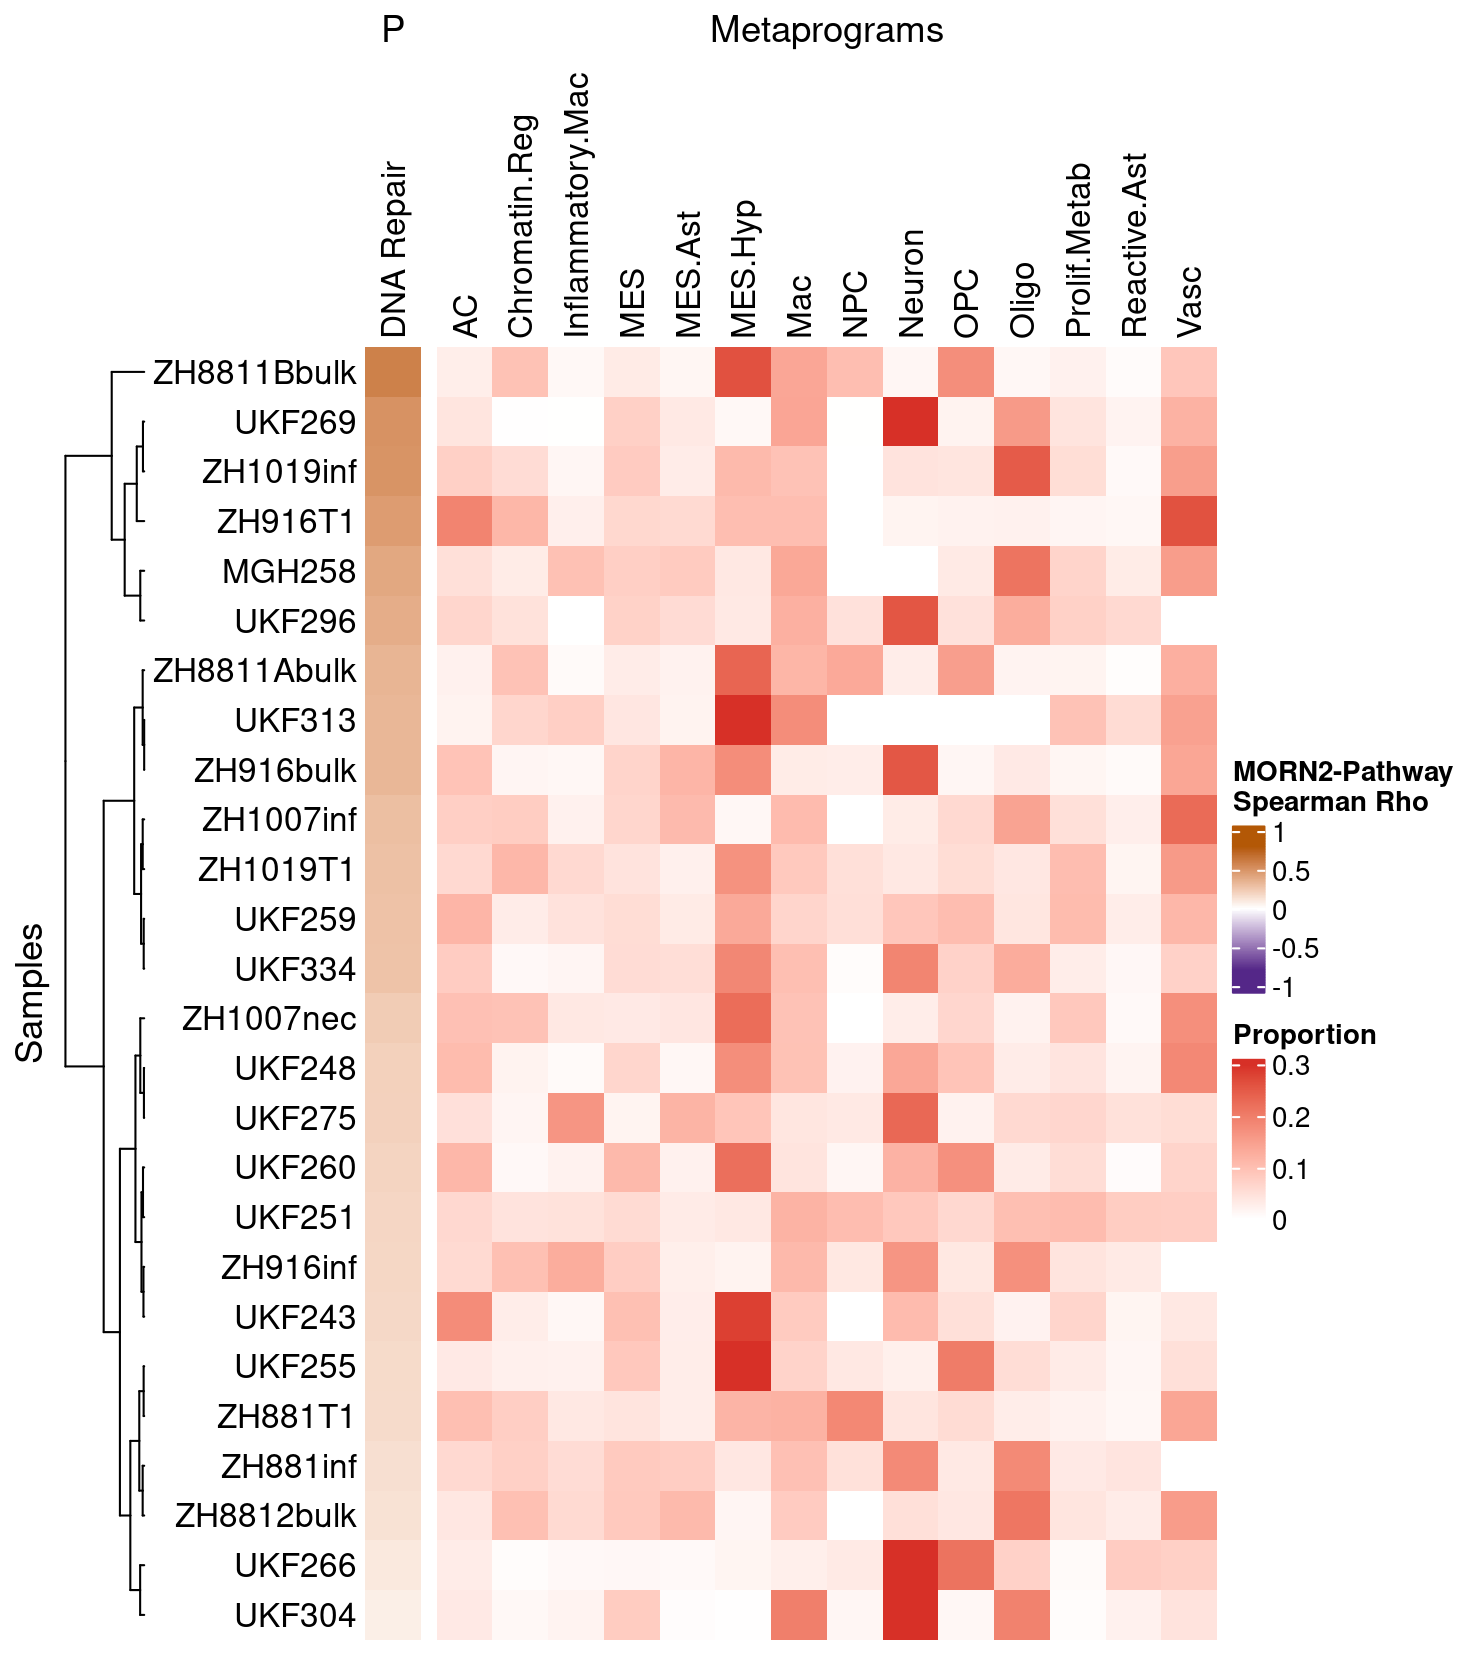 P
Metaprograms
DNA Repair
AC
Chromatin.Reg
Inflammatory.Mac
MES
MES.Ast
MES.Hyp
Mac
NPC
Neuron
OPC
Oligo
Prolif.Metab
Reactive.Ast
Vasc
Samples
ZH8811Bbulk
UKF269
ZH1019inf
ZH916T1
MGH258
UKF296
ZH8811Abulk
UKF313
ZH916bulk
ZH1007inf
ZH1019T1
UKF259
UKF334
ZH1007nec
UKF248
UKF275
UKF260
UKF251
ZH916inf
UKF243
UKF255
ZH881T1
ZH881inf
ZH8812bulk
UKF266
UKF304
MORN2-Pathway
Spearman Rho
1
0.5
0
-0.5
-1
Proportion
0.3
0.2
0.1
0